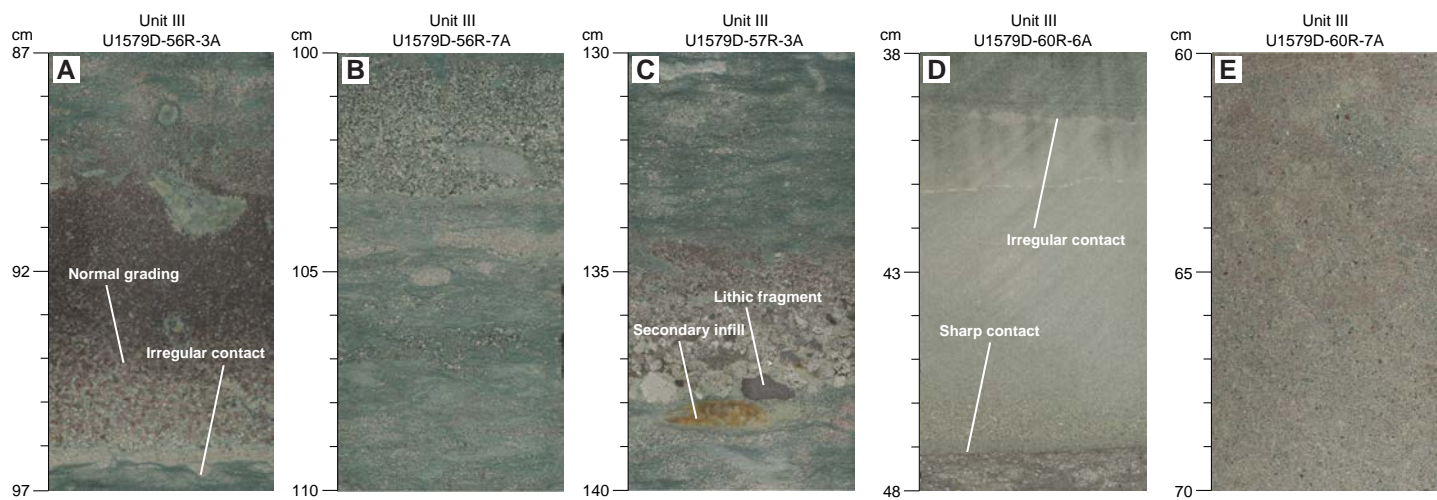 Unit III
U1579D-56R-3A
cm
87
A
92
Normal grading
Irregular contact
97
Unit III
U1579D-56R-7A
cm
100
B
105
110
Unit III
U1579D-57R-3A
cm
130
C
135
Lithic fragment
Secondary infill
140
Unit III
U1579D-60R-6A
cm
38
D
Irregular contact
43
Sharp contact
48
Unit III
U1579D-60R-7A
cm
60
E
65
70